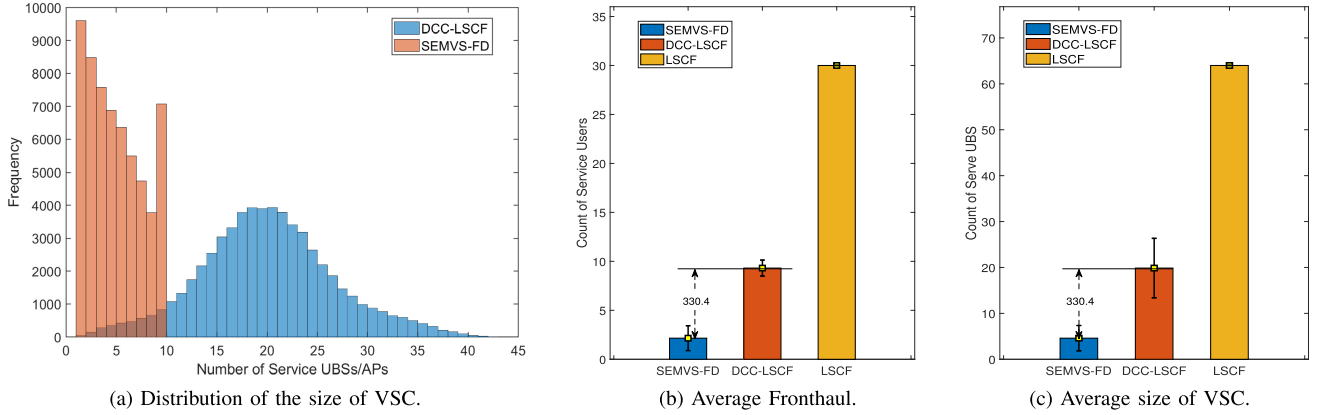 10000
9000
8000
7000
6000
5000
4000
3000
2000
1000
0
Frequency
0 5 10 15 20 25 30 35 40 45
Number of Service UBSs/APs
DCC-LSCF
SEMVS-FD
(a) Distribution of the size of VSC.
35
30
25
20
15
10
5
0
Count of Service Users
SEMVS-FD
DCC-LSCF
LSCF
330.4
SEMVS-FD DCC-LSCF LSCF
(b) Average Fronthaul.
70
60
50
40
30
20
10
0
Count of Serve UBS
SEMVS-FD
DCC-LSCF
LSCF
330.4
SEMVS-FD DCC-LSCF LSCF
(c) Average size of VSC.